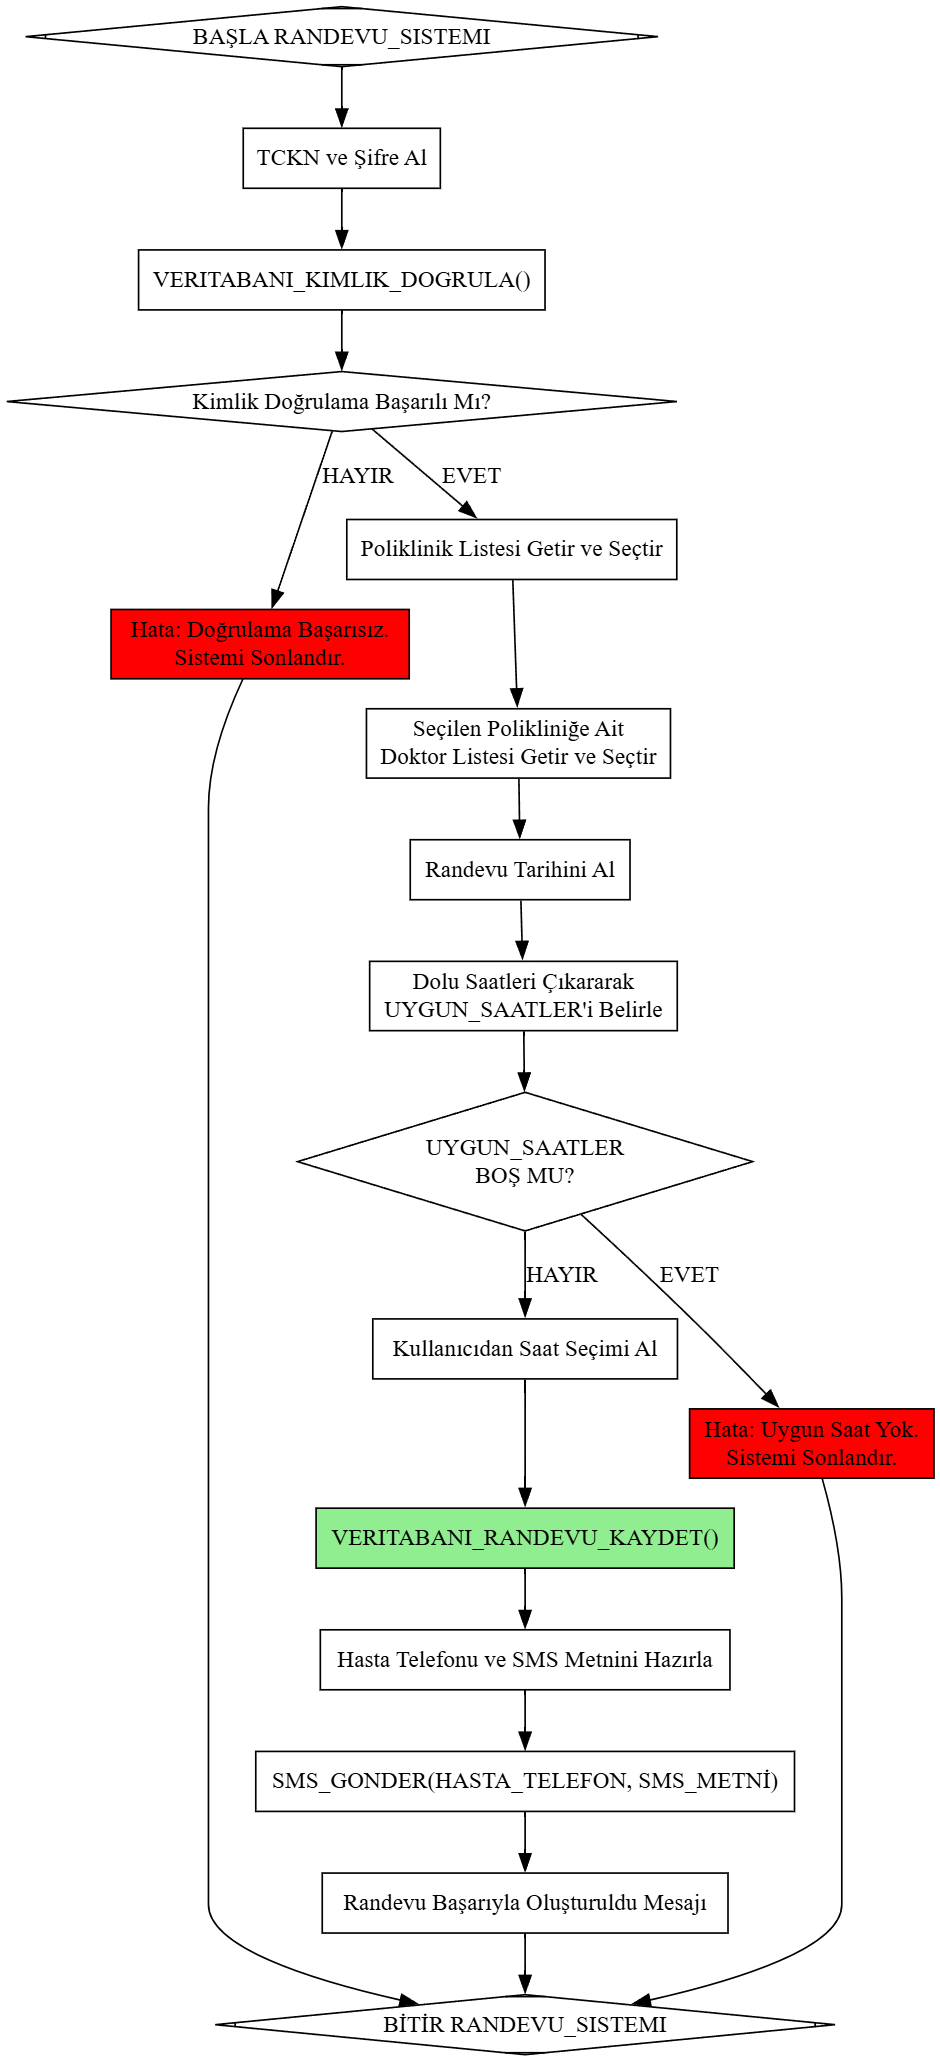 BAŞLA RANDEVU_SISTEMI
TCKN ve Şifre Al
VERITABANI_KIMLIK_DOGRULA()
Kimlik Doğrulama Başarılı Mı?
HAYIR
EVET
Poliklinik Listesi Getir ve Seçtir
Hata: Doğrulama Başarısız.
Sistemi Sonlandır.
Seçilen Polikliniğe Ait
Doktor Listesi Getir ve Seçtir
Randevu Tarihini Al
Dolu Saatleri Çıkararak
UYGUN_SAATLER'i Belirle
UYGUN_SAATLER
BOŞ MU?
HAYIR
EVET
Kullanıcıdan Saat Seçimi Al
Hata: Uygun Saat Yok.
Sistemi Sonlandır.
VERITABANI_RANDEVU_KAYDET()
Hasta Telefonu ve SMS Metnini Hazırla
SMS_GONDER(HASTA_TELEFON, SMS_METNİ)
Randevu Başarıyla Oluşturuldu Mesajı
BİTİR RANDEVU_SISTEMI